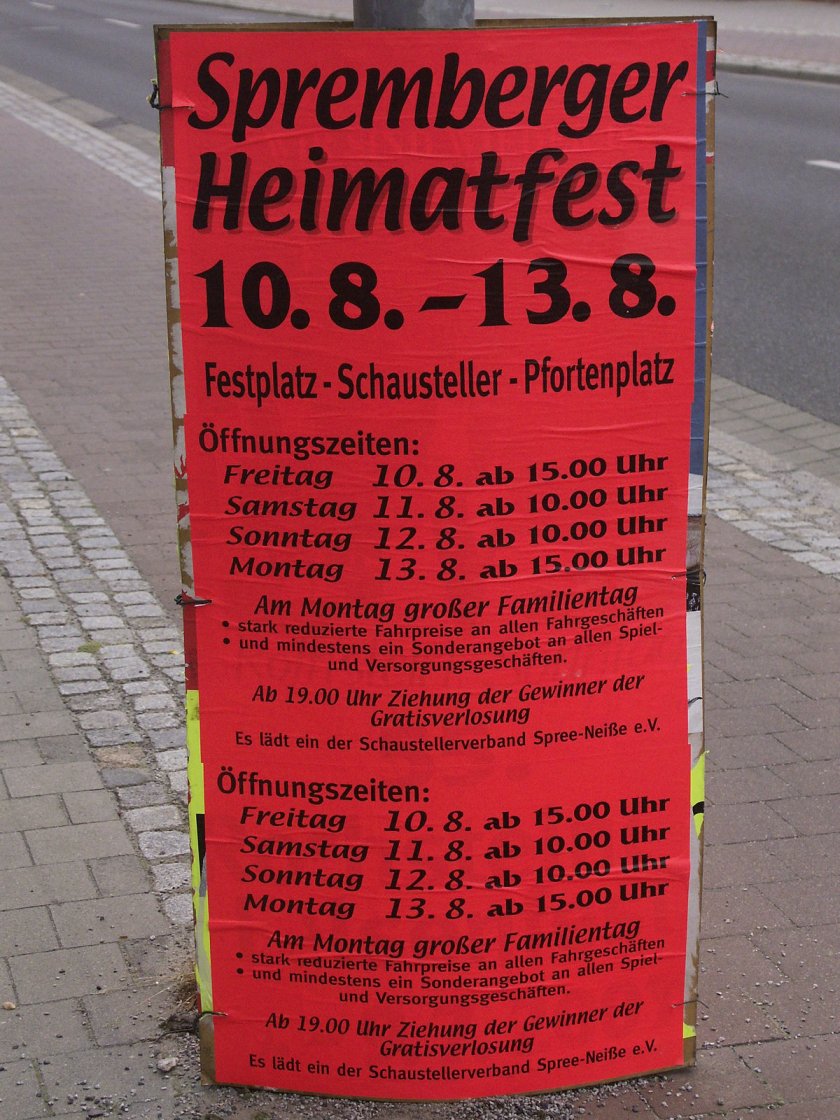 Spremberger
Heimatfest
10. 8. – 13. 8.
Festplatz - Schausteller - Pfortenplatz
Öffnungszeiten:
Freitag 10. 8. ab 15.00 Uhr
Samstag 11. 8. ab 10.00 Uhr
Sonntag 12. 8. ab 10.00 Uhr
Montag 13. 8. ab 15.00 Uhr
Am Montag großer Familientag
• stark reduzierte Fahrpreise an allen Fahrgeschäften
• und mindestens ein Sonderangebot an allen Spiel-
und Versorgungsgeschäften.
Ab 19.00 Uhr Ziehung der Gewinner der
Gratisverlosung
Es lädt ein der Schaustellerverband Spree-Neiße e.V.
Öffnungszeiten:
Freitag 10. 8. ab 15.00 Uhr
Samstag 11. 8. ab 10.00 Uhr
Sonntag 12. 8. ab 10.00 Uhr
Montag 13. 8. ab 15.00 Uhr
Am Montag großer Familientag
• stark reduzierte Fahrpreise an allen Fahrgeschäften
• und mindestens ein Sonderangebot an allen Spiel-
und Versorgungsgeschäften.
Ab 19.00 Uhr Ziehung der Gewinner der
Gratisverlosung
Es lädt ein der Schaustellerverband Spree-Neiße e.V.